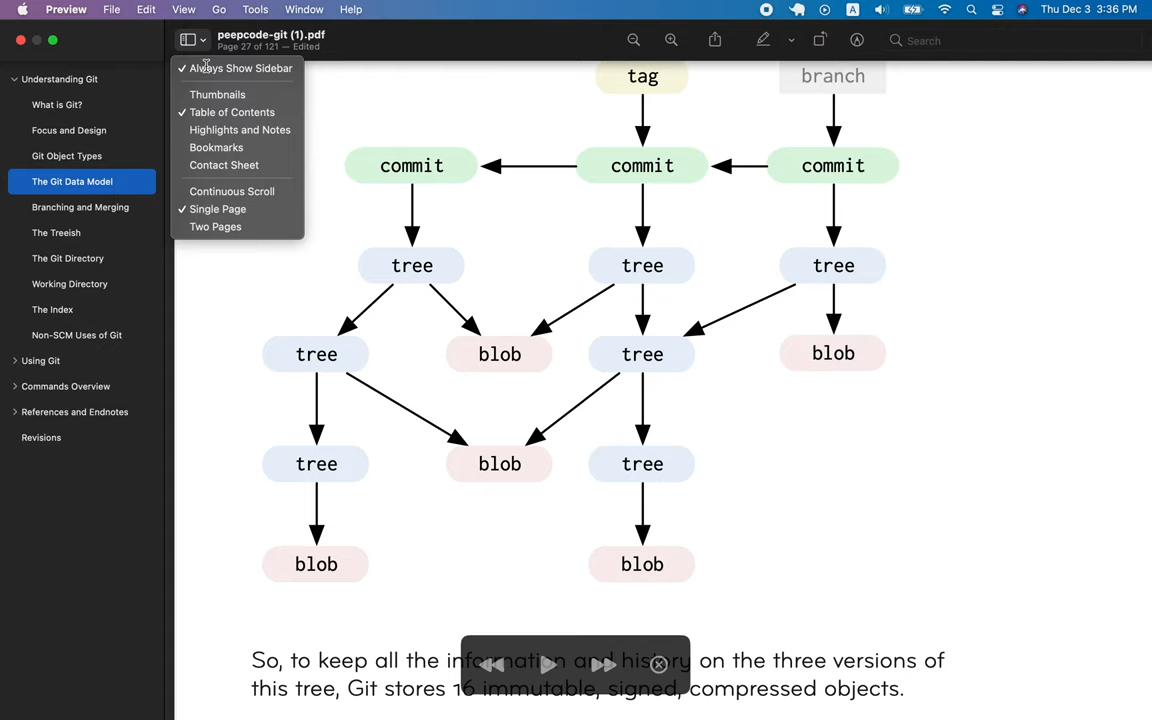 Preview File Edit View Go Tools Window Help
A
Thu Dec 3 3:36 PM
peepcode-git (1).pdf
Page 27 of 121 — Edited
Search
Understanding Git
What is Git?
Focus and Design
Git Object Types
The Git Data Model
Branching and Merging
The Treeish
The Git Directory
Working Directory
The Index
Non-SCM Uses of Git
Using Git
Commands Overview
References and Endnotes
Revisions
Always Show Sidebar
Thumbnails
Table of Contents
Highlights and Notes
Bookmarks
Contact Sheet
Continuous Scroll
Single Page
Two Pages
tag branch
commit commit commit
tree tree tree
tree blob tree blob
tree blob tree
blob blob
So, to keep all the information and history on the three versions of
this tree, Git stores 16 immutable, signed, compressed objects.